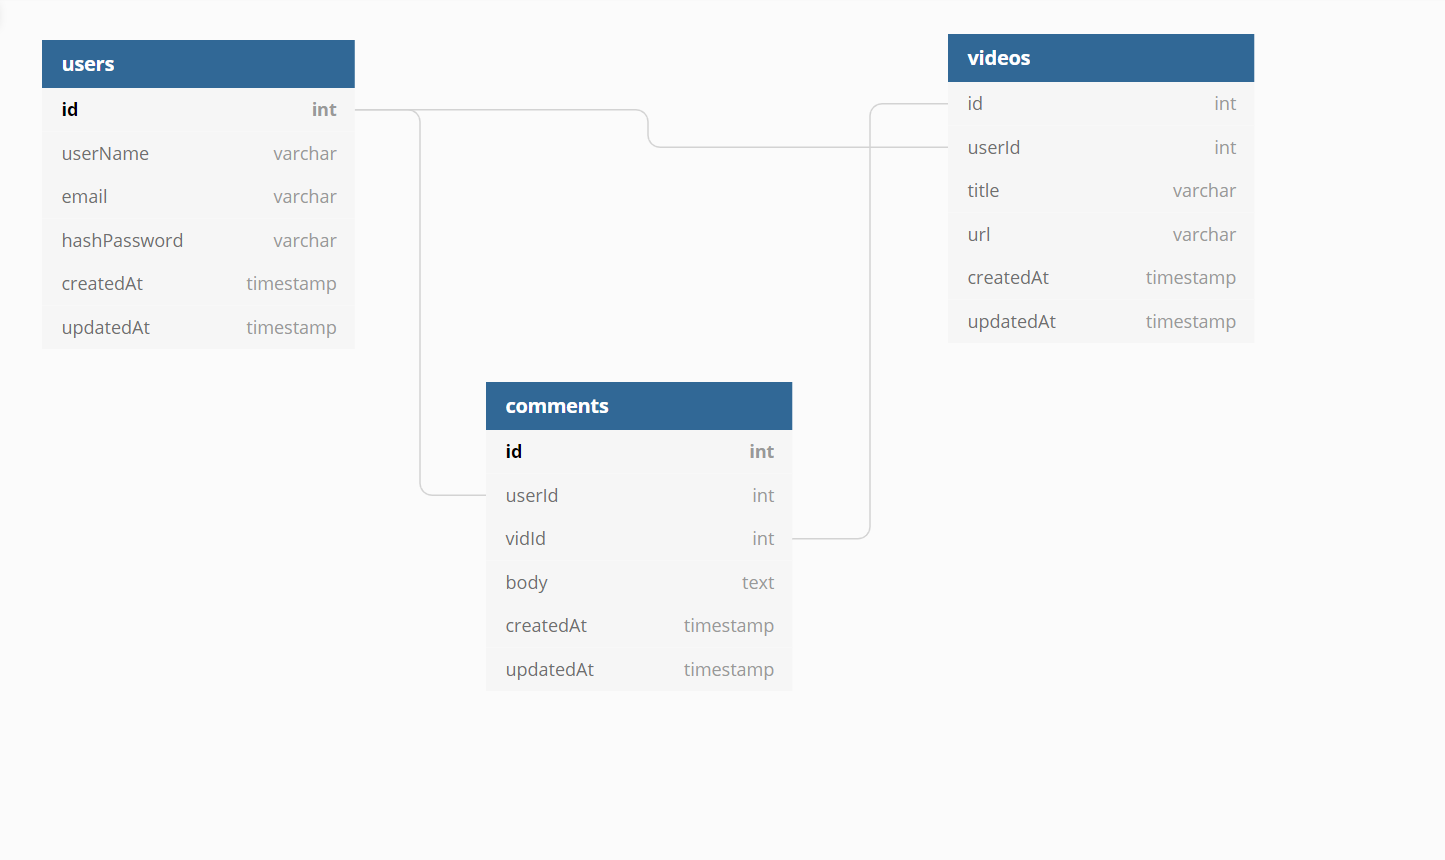 users
id int
userName varchar
email varchar
hashPassword varchar
createdAt timestamp
updatedAt timestamp
videos
id int
userId int
title varchar
url varchar
createdAt timestamp
updatedAt timestamp
comments
id int
userId int
vidId int
body text
createdAt timestamp
updatedAt timestamp